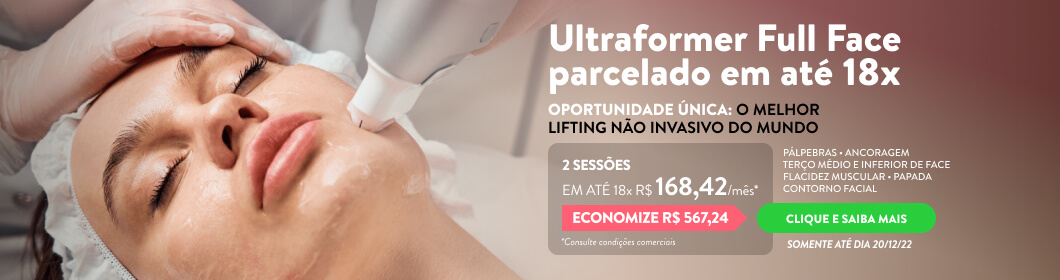 Ultraformer Full Face
parcelado em até 18x
OPORTUNIDADE ÚNICA: O MELHOR
LIFTING NÃO INVASIVO DO MUNDO
2 SESSÕES
EM ATÉ 18x R$ 168,42/mês*
ECONOMIZE R$ 567,24
*Consulte condições comerciais
PÁLPEBRAS • ANCORAGEM
TERÇO MÉDIO E INFERIOR DE FACE
FLACIDEZ MUSCULAR • PAPADA
CONTORNO FACIAL
CLIQUE E SAIBA MAIS
SOMENTE ATÉ DIA 20/12/22